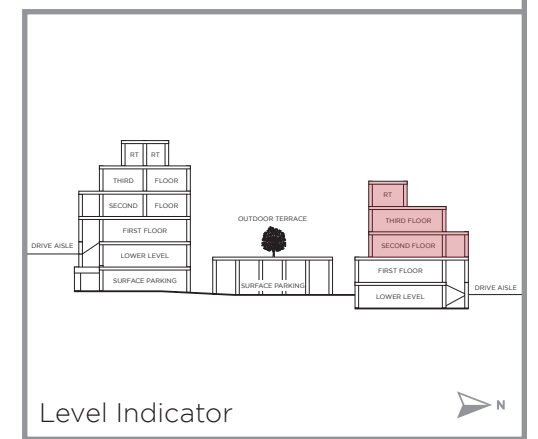 RT RT
THIRD FLOOR
SECOND FLOOR
FIRST FLOOR
DRIVE AISLE
LOWER LEVEL
SURFACE PARKING
OUTDOOR TERRACE
SURFACE PARKING
RT
THIRD FLOOR
SECOND FLOOR
FIRST FLOOR
DRIVE AISLE
LOWER LEVEL
Level Indicator
N